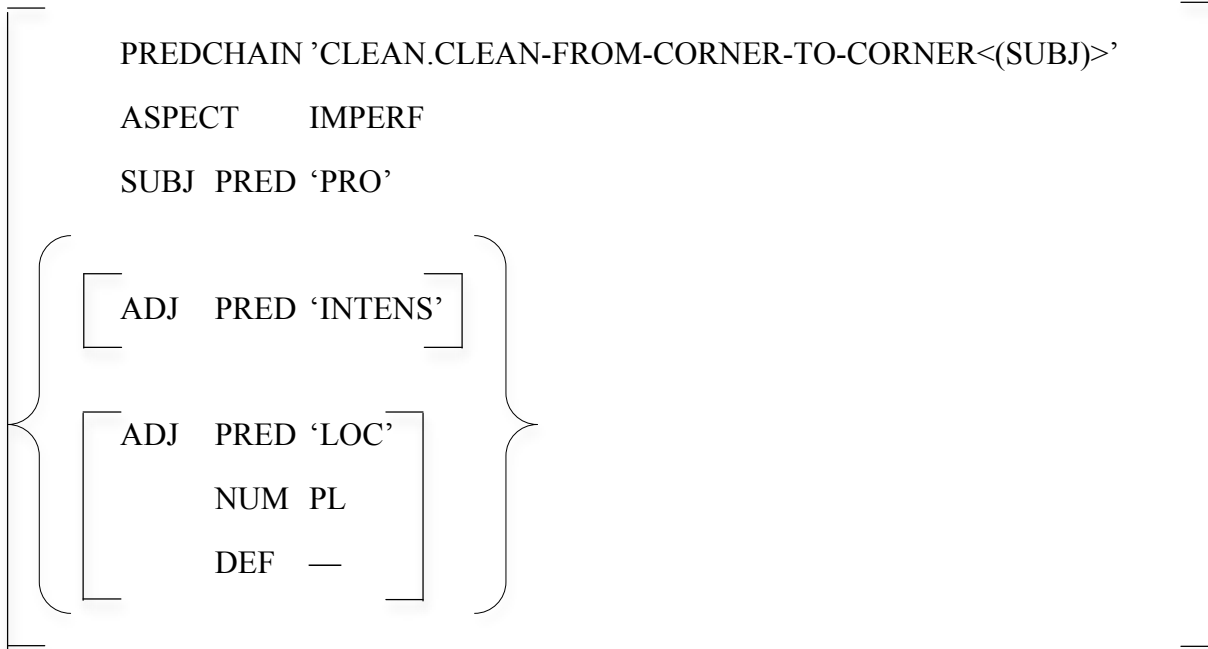 PREDCHAIN ’CLEAN.CLEAN-FROM-CORNER-TO-CORNER<(SUBJ)>’
ASPECT IMPERF
SUBJ PRED ‘PRO’
ADJ PRED ‘INTENS’
ADJ PRED ‘LOC’
NUM PL
DEF —